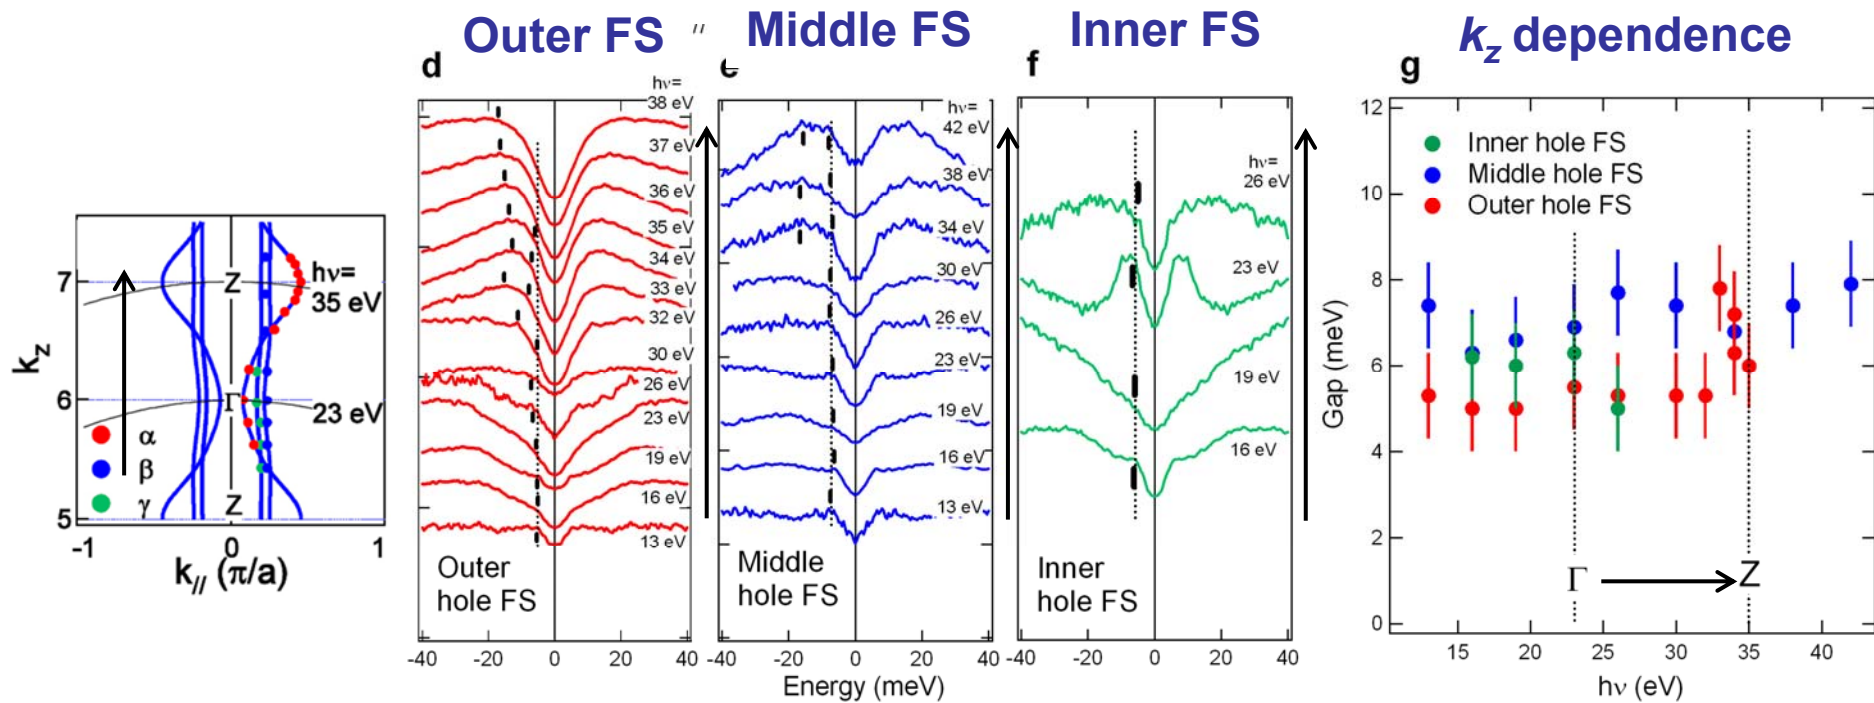 Outer FS
"
Middle FS
Inner FS
kz dependence
d
f
g
hν=
38 eV
37 eV
36 eV
35 eV
34 eV
33 eV
32 eV
30 eV
26 eV
23 eV
19 eV
16 eV
13 eV
Outer
hole FS
hν=
42 eV
38 eV
34 eV
30 eV
26 eV
23 eV
19 eV
16 eV
13 eV
Middle
hole FS
hν=
26 eV
23 eV
19 eV
16 eV
Inner
hole FS
-40 -20 0 20 40
-40 -20 0 20 40
-40 -20 0 20 40
Energy (meV)
kz
7
6
5
Z
Γ
Z
hν=
35 eV
23 eV
α
β
γ
-1 0 1
k// (π/a)
Gap (meV)
12
10
8
6
4
2
0
Inner hole FS
Middle hole FS
Outer hole FS
Γ
Z
15 20 25 30 35 40
hν (eV)